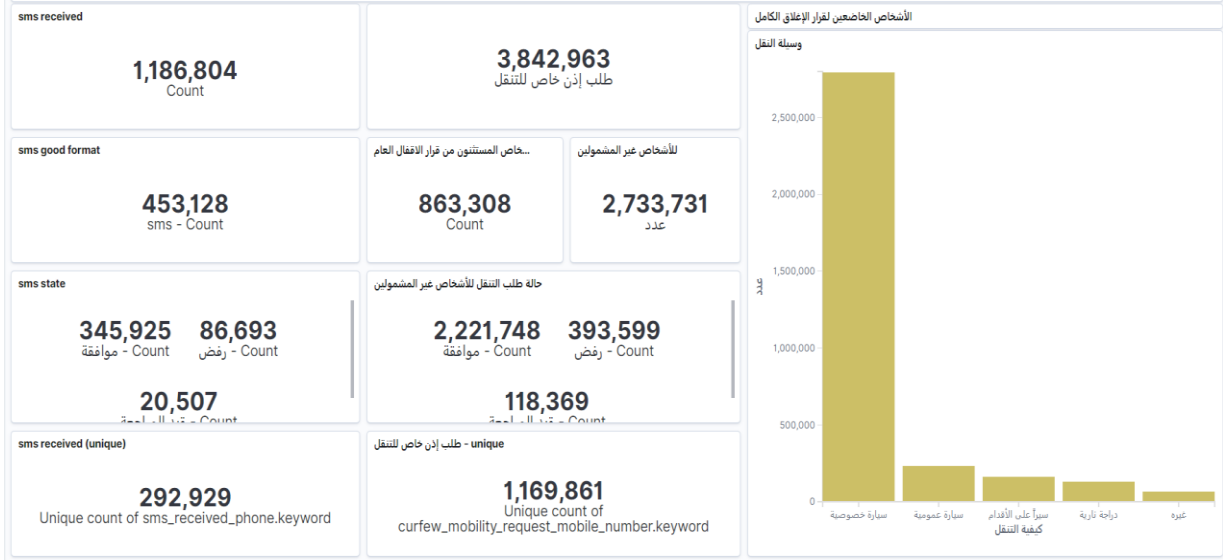 sms received
1,186,804
Count
3,842,963
طلب إذن خاص للتنقل
الأشخاص الخاضعين لقرار الإغلاق الكامل
وسيلة النقل
sms good format
453,128
sms - Count
...خاص المستثنون من قرار الاقفال العام
863,308
Count
للأشخاص غير المشمولين
2,733,731
عدد
sms state
345,925
موافقة - Count
86,693
رفض - Count
20,507
قيد المراجعة - Count
حالة طلب التنقل للأشخاص غير المشمولين
2,221,748
موافقة - Count
393,599
رفض - Count
118,369
قيد المراجعة - Count
sms received (unique)
292,929
Unique count of sms_received_phone.keyword
طلب إذن خاص للتنقل - unique
1,169,861
Unique count of
curfew_mobility_request_mobile_number.keyword
2,500,000
2,000,000
1,500,000
1,000,000
500,000
0
عدد
سيارة خصوصية
سيارة عمومية
سيراً على الأقدام
دراجة نارية
غيره
كيفية التنقل